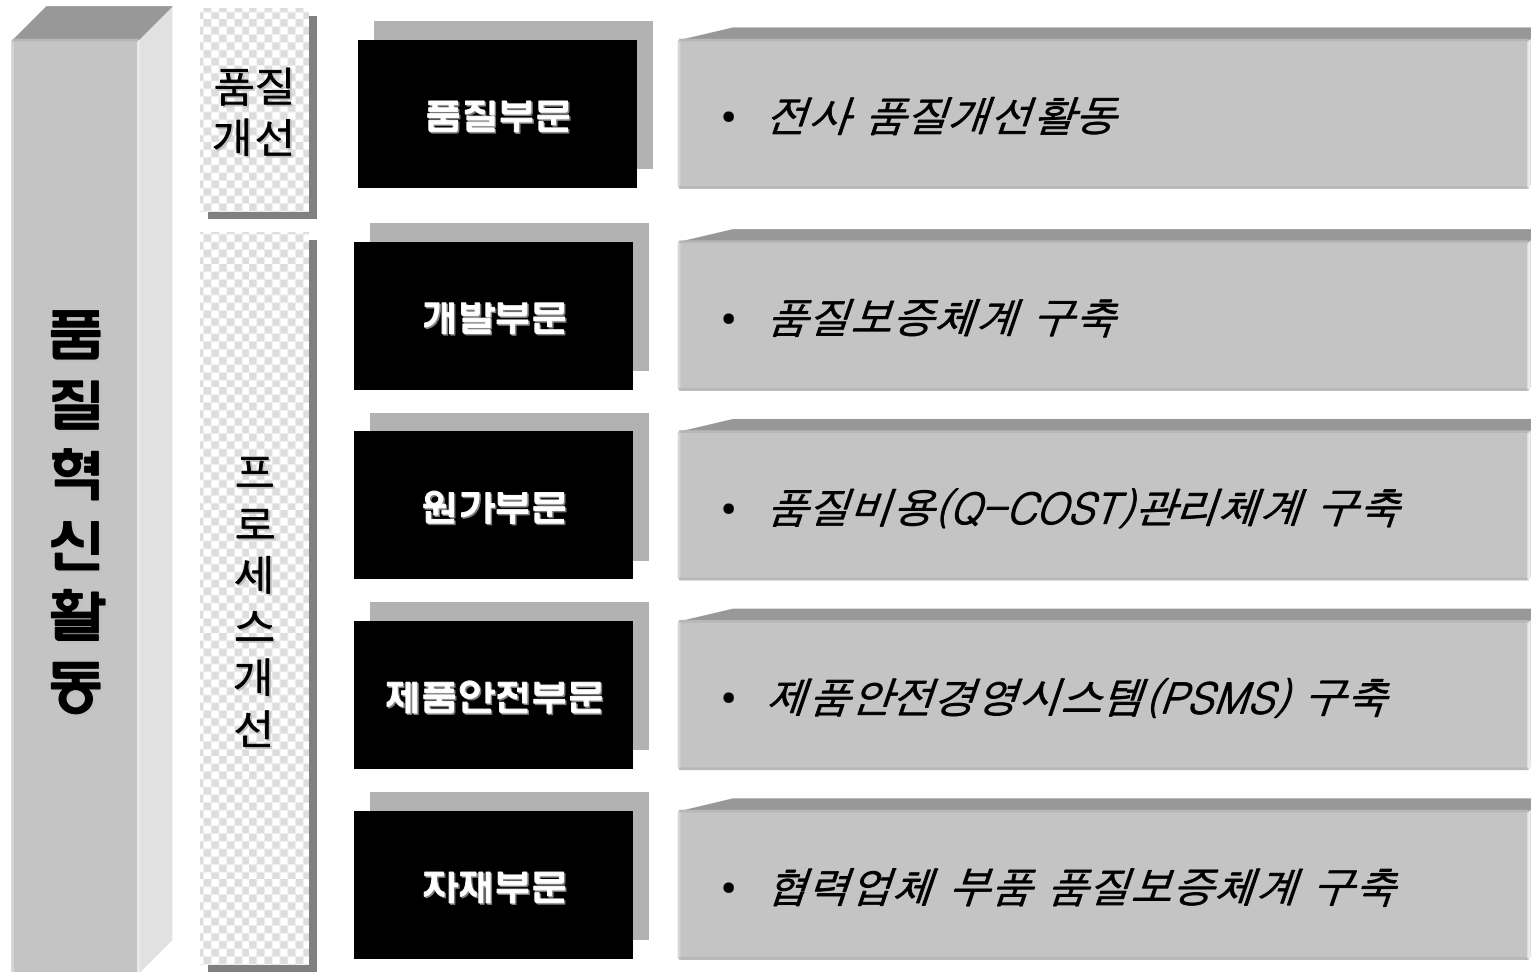 품질혁신활동
품질
개선
품질부문
• 전사 품질개선활동
프로세스개선
개발부문
• 품질보증체계 구축
원가부문
• 품질비용(Q-COST)관리체계 구축
제품안전부문
• 제품안전경영시스템(PSMS) 구축
자재부문
• 협력업체 부품 품질보증체계 구축